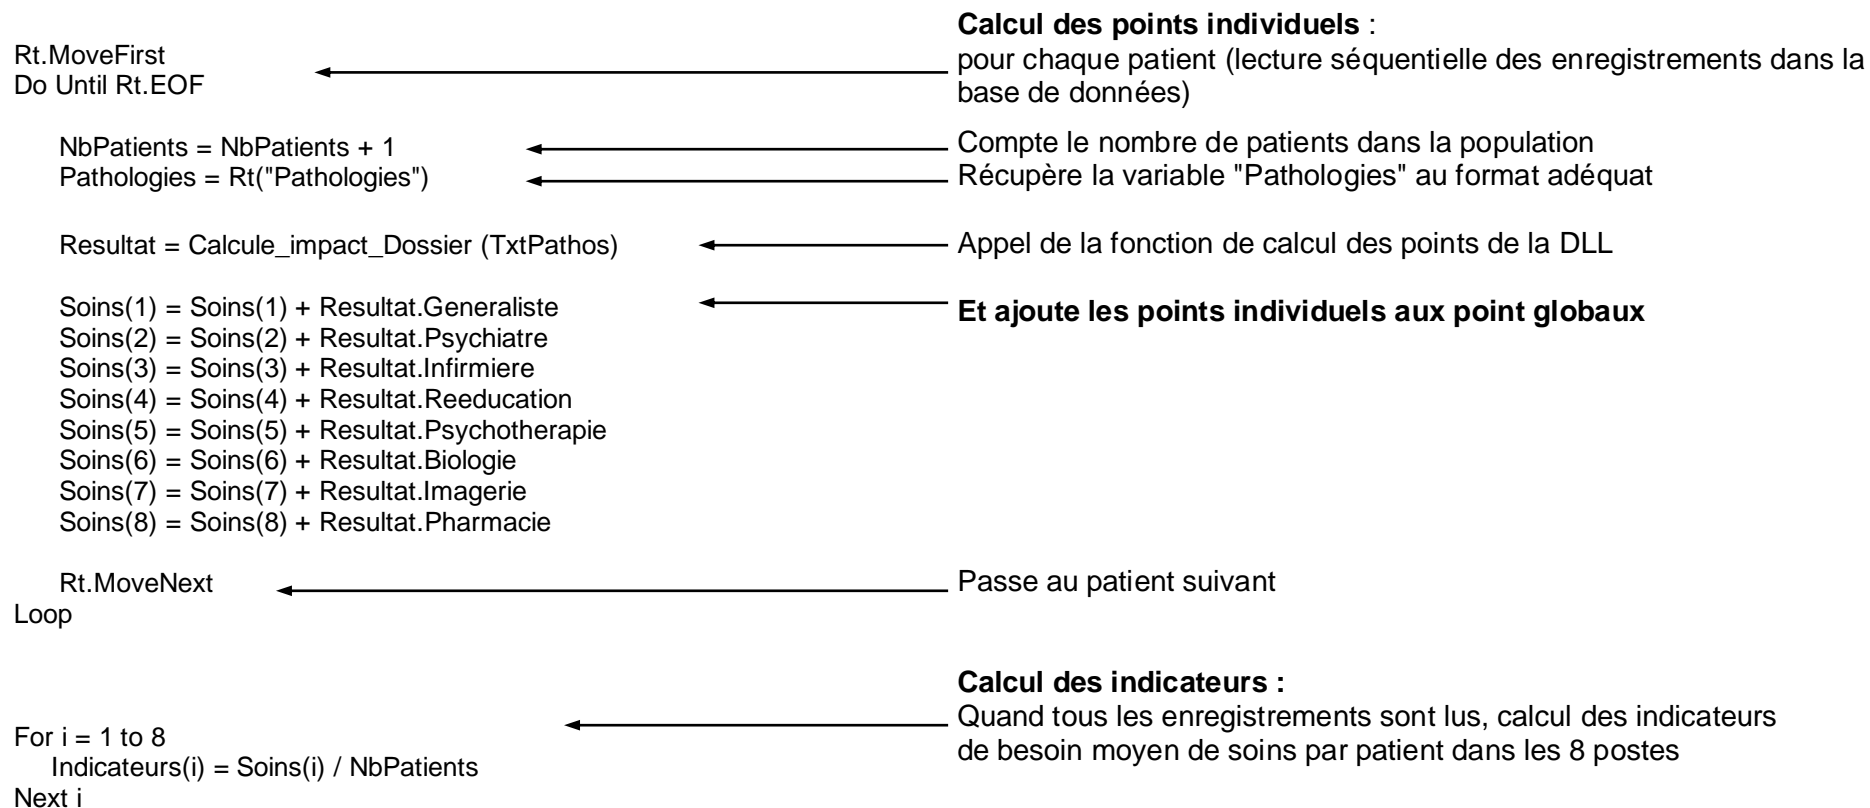 Calcul des points individuels :
Rt.MoveFirst
pour chaque patient (lecture séquentielle des enregistrements dans la
Do Until Rt.EOF
base de données)
NbPatients = NbPatients + 1
Compte le nombre de patients dans la population
Pathologies = Rt("Pathologies")
Récupère la variable "Pathologies" au format adéquat
Resultat = Calcule_impact_Dossier (TxtPathos)
Appel de la fonction de calcul des points de la DLL
Soins(1) = Soins(1) + Resultat.Generaliste
Et ajoute les points individuels aux point globaux
Soins(2) = Soins(2) + Resultat.Psychiatre
Soins(3) = Soins(3) + Resultat.Infirmiere
Soins(4) = Soins(4) + Resultat.Reeducation
Soins(5) = Soins(5) + Resultat.Psychotherapie
Soins(6) = Soins(6) + Resultat.Biologie
Soins(7) = Soins(7) + Resultat.Imagerie
Soins(8) = Soins(8) + Resultat.Pharmacie
Rt.MoveNext
Passe au patient suivant
Loop
Calcul des indicateurs :
Quand tous les enregistrements sont lus, calcul des indicateurs
For i = 1 to 8
de besoin moyen de soins par patient dans les 8 postes
Indicateurs(i) = Soins(i) / NbPatients
Next i